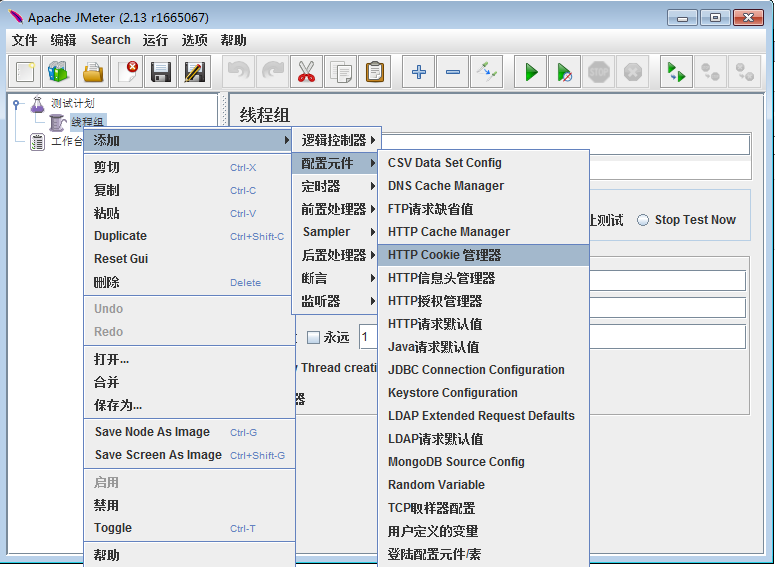 Apache JMeter (2.13 r1665067)
文件 编辑 Search 运行 选项 帮助
STOP
测试计划
线程组
工作台
线程组
添加
剪切 Ctrl-X
复制 Ctrl-C
粘贴 Ctrl-V
Duplicate Ctrl+Shift-C
Reset Gui
删除 Delete
Undo
Redo
打开...
合并
保存为...
Save Node As Image Ctrl-G
Save Screen As Image Ctrl+Shift-G
启用
禁用
Toggle Ctrl-T
帮助
逻辑控制器
配置元件
定时器
前置处理器
Sampler
后置处理器
断言
监听器
CSV Data Set Config
DNS Cache Manager
FTP请求缺省值
HTTP Cache Manager
HTTP Cookie 管理器
HTTP信息头管理器
HTTP授权管理器
HTTP请求默认值
Java请求默认值
JDBC Connection Configuration
Keystore Configuration
LDAP Extended Request Defaults
LDAP请求默认值
MongoDB Source Config
Random Variable
TCP取样器配置
用户定义的变量
登陆配置元件/素
止测试 Stop Test Now
永远 1
y Thread creati
器